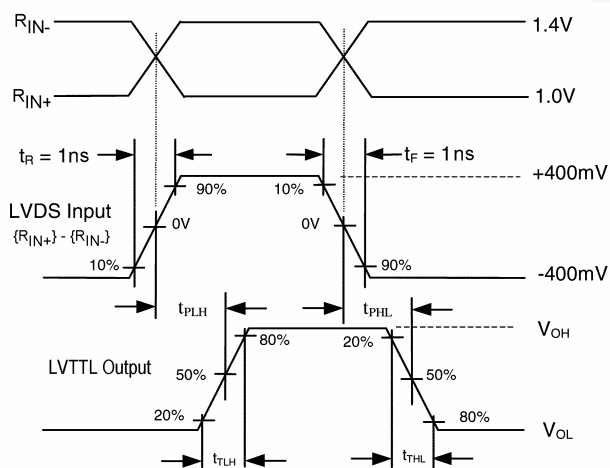 RIN-
1.4V
RIN+
1.0V
tR = 1ns
tF = 1ns
+400mV
90%
10%
LVDS Input
0V
0V
{RIN+} - {RIN-}
10%
90%
-400mV
tPLH
tPHL
VOH
80%
20%
LVTTL Output
50%
50%
20%
80%
VOL
tTLH
tTHL